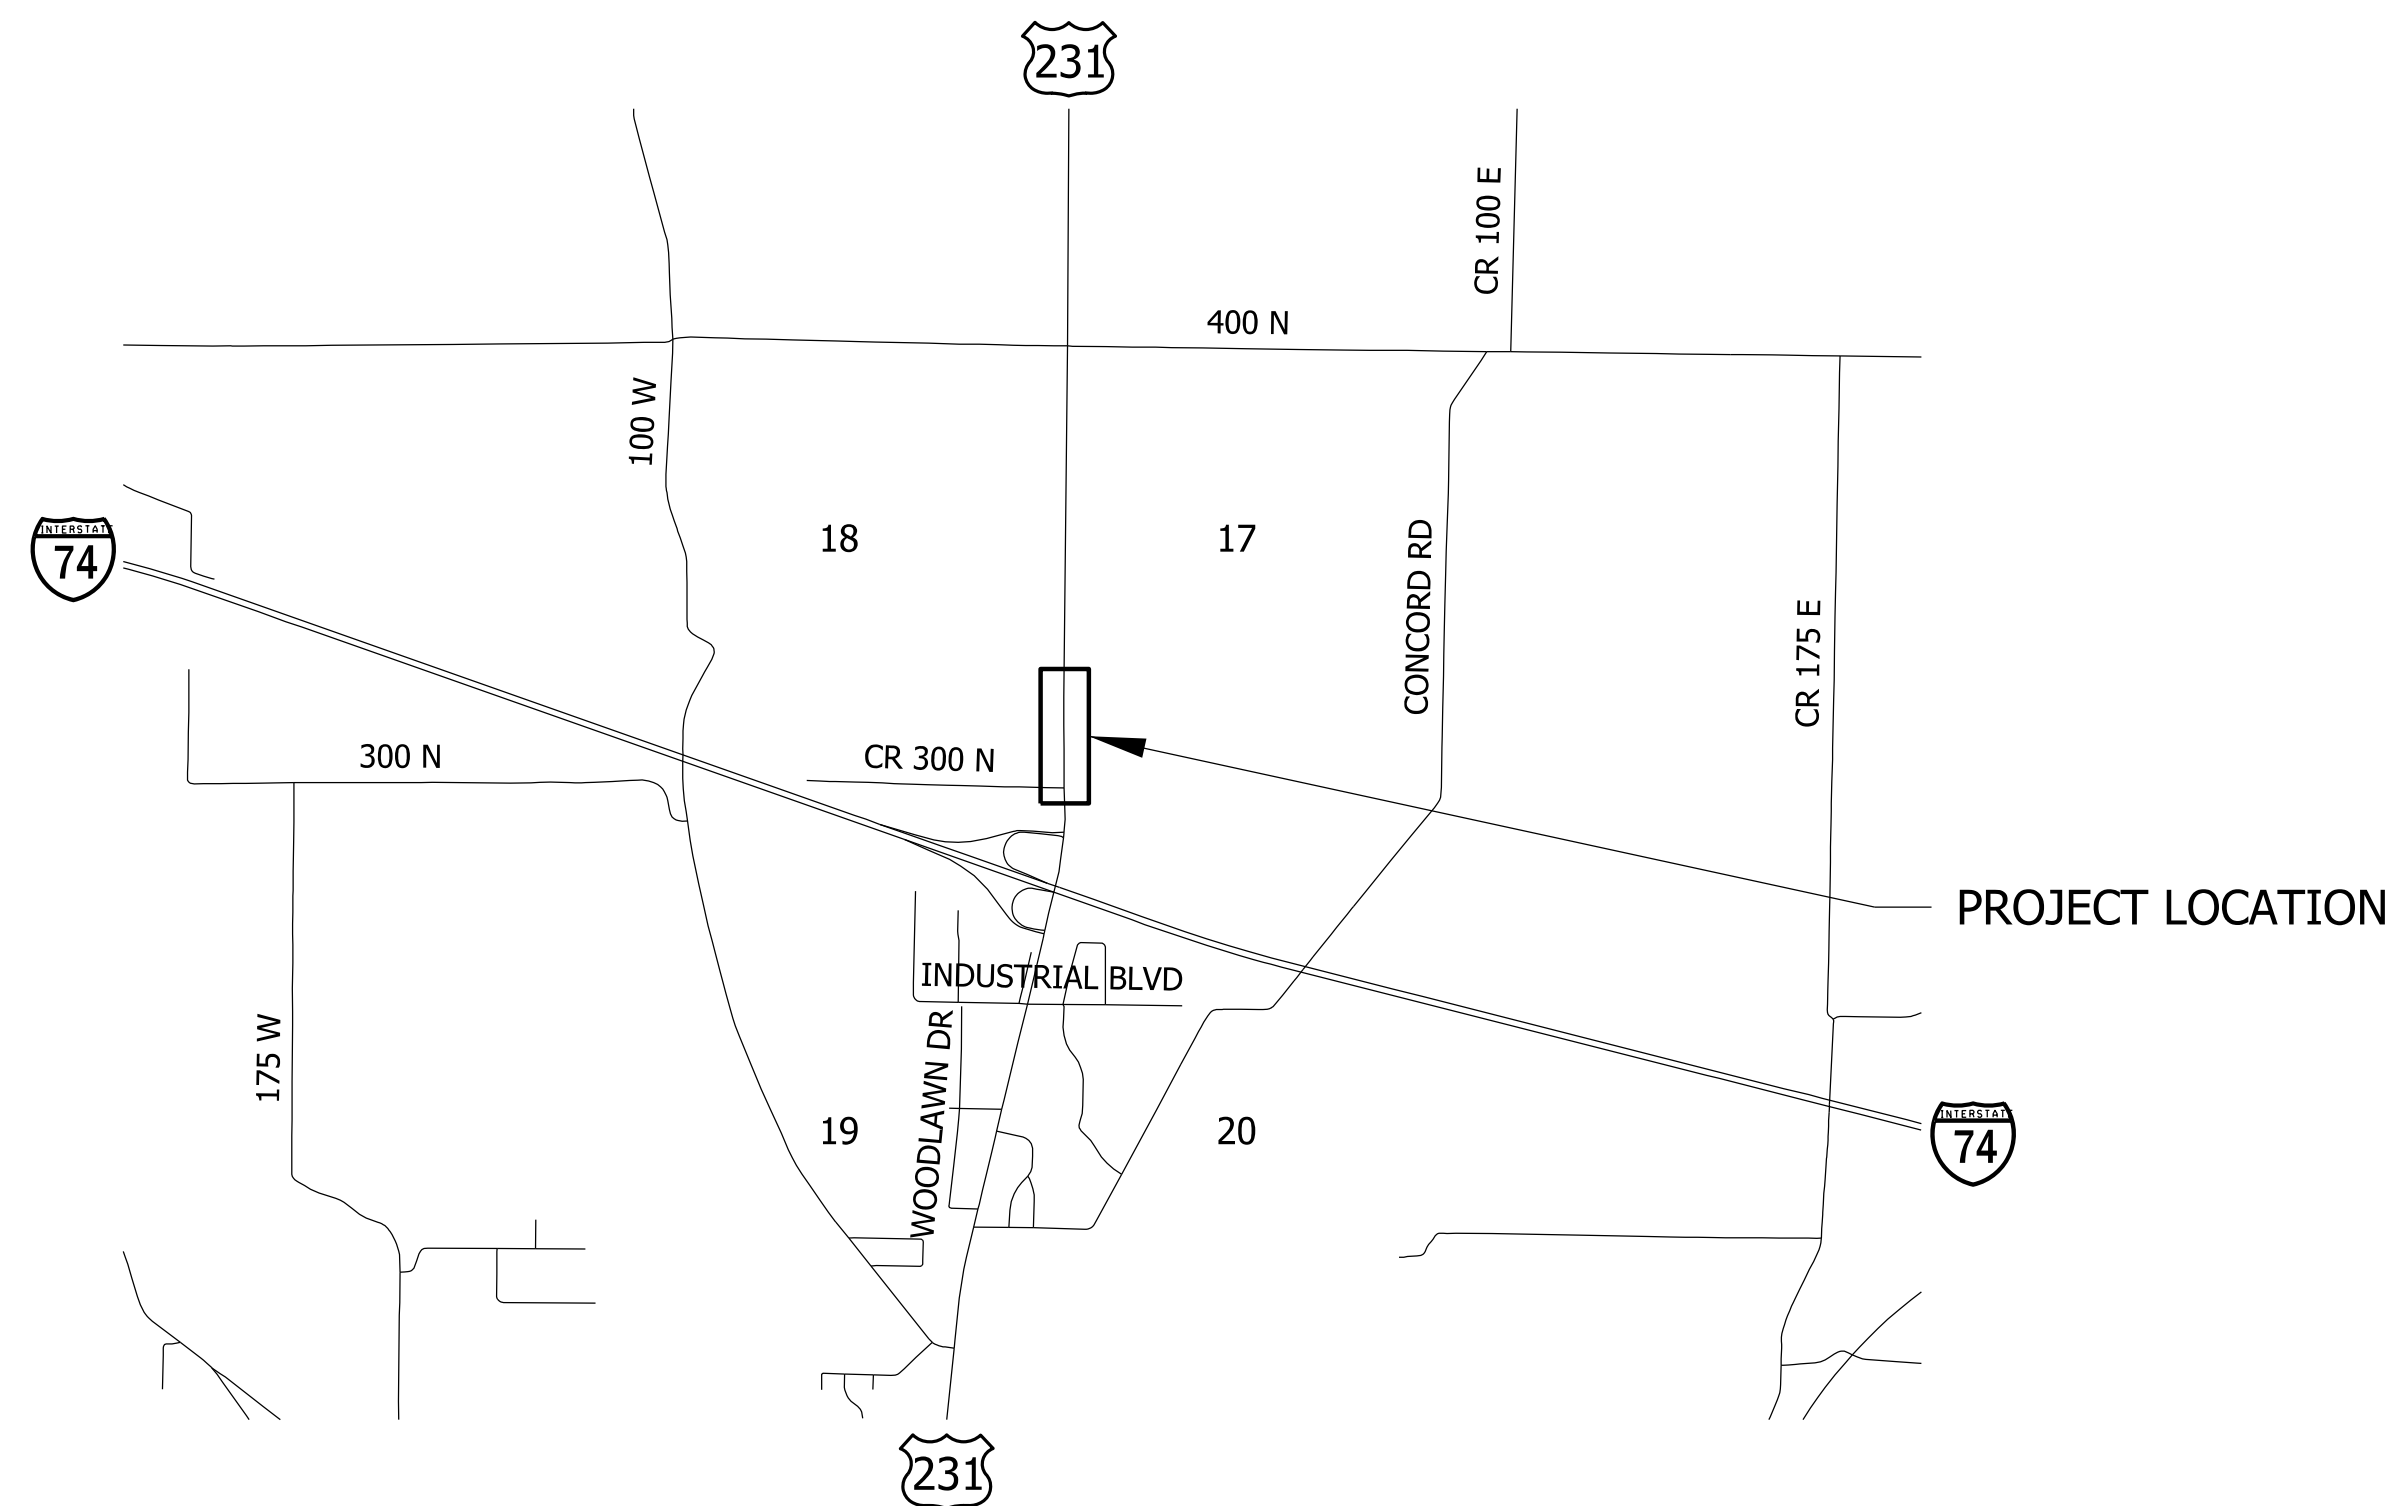 231
CR 100 E
400 N
100 W
INTERSTATE
74
18
17
CONCORD RD
CR 175 E
300 N
CR 300 N
PROJECT LOCATION
INDUSTRIAL BLVD
175 W
WOODLAWN DR
19
20
INTERSTATE
74
231